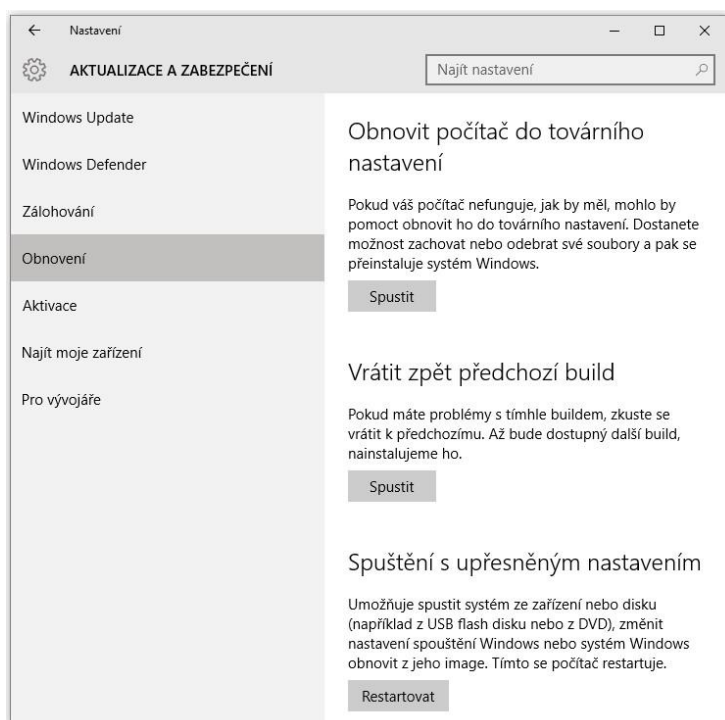 Nastavení
AKTUALIZACE A ZABEZPEČENÍ
Najít nastavení
Windows Update
Windows Defender
Zálohování
Obnovení
Aktivace
Najít moje zařízení
Pro vývojáře
Obnovit počítač do továrního
nastavení
Pokud váš počítač nefunguje, jak by měl, mohlo by
pomoct obnovit ho do továrního nastavení. Dostanete
možnost zachovat nebo odebrat své soubory a pak se
přeinstaluje systém Windows.
Spustit
Vrátit zpět předchozí build
Pokud máte problémy s tímhle buildem, zkuste se
vrátit k předchozímu. Až bude dostupný další build,
nainstalujeme ho.
Spustit
Spuštění s upřesněným nastavením
Umožňuje spustit systém ze zařízení nebo disku
(například z USB flash disku nebo z DVD), změnit
nastavení spouštění Windows nebo systém Windows
obnovit z jeho image. Tímto se počítač restartuje.
Restartovat